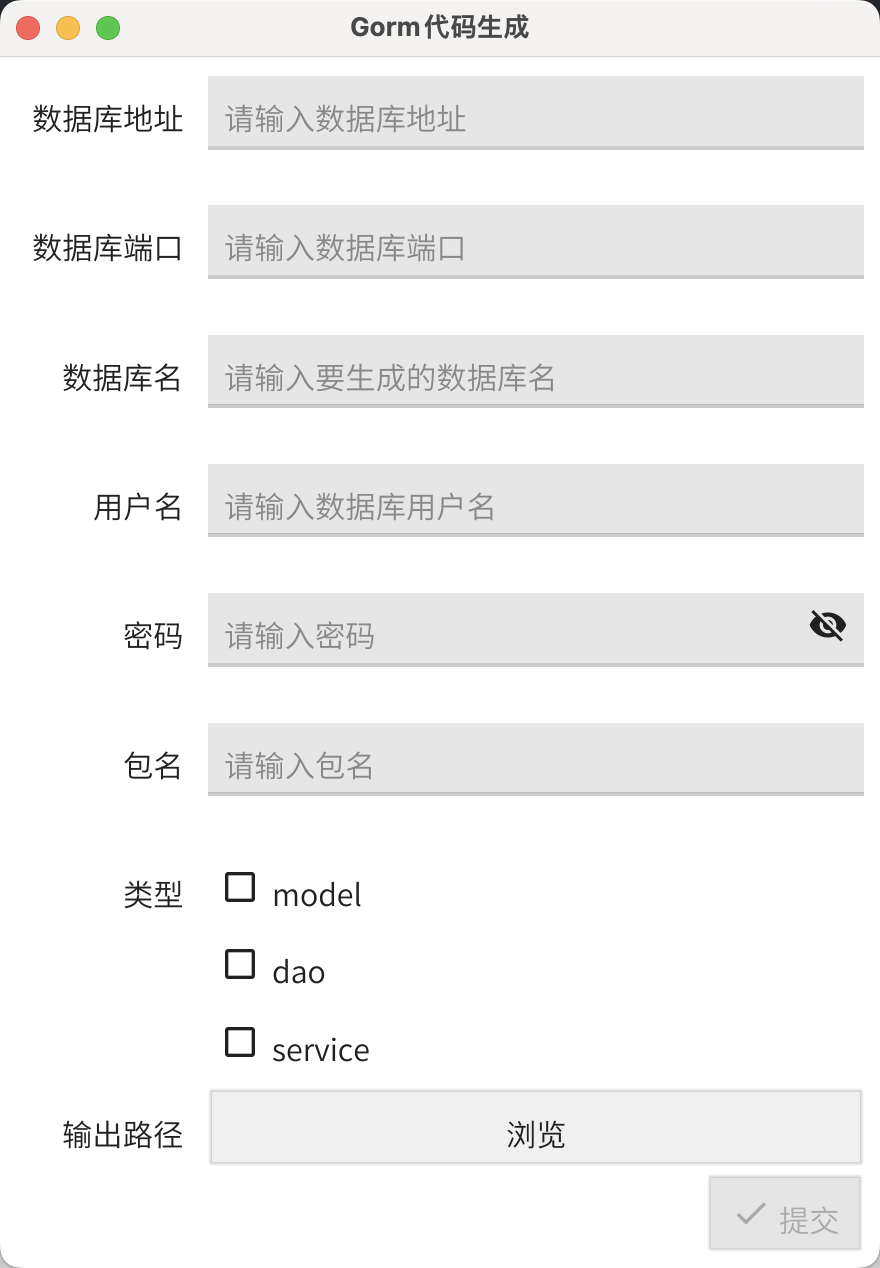 Gorm代码生成
数据库地址 请输入数据库地址
数据库端口 请输入数据库端口
数据库名 请输入要生成的数据库名
用户名 请输入数据库用户名
密码 请输入密码
包名 请输入包名
类型 model
dao
service
输出路径 浏览
提交